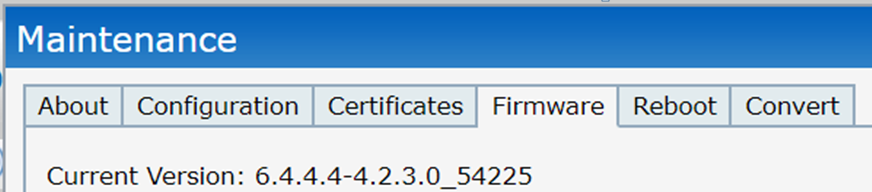 Maintenance
About Configuration Certificates Firmware Reboot Convert
Current Version: 6.4.4.4-4.2.3.0_54225